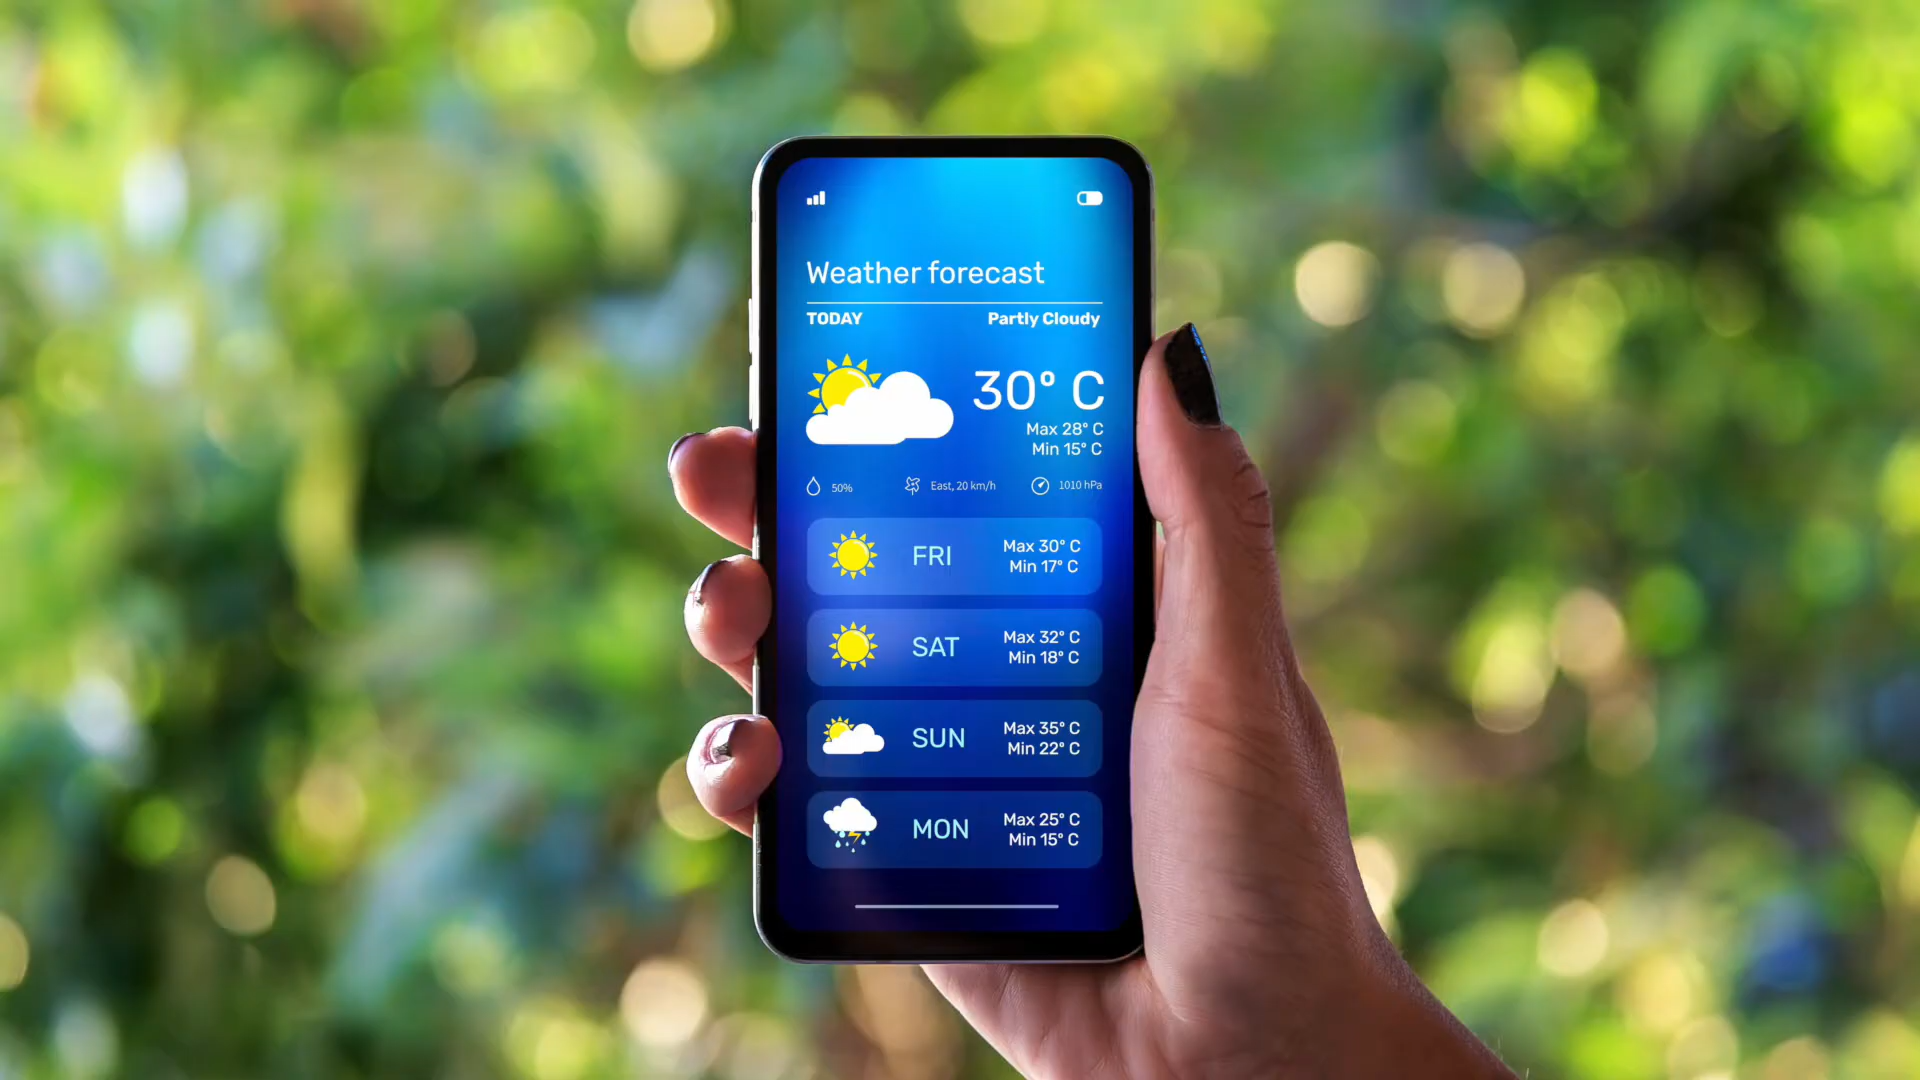 Weather forecast
TODAY Partly Cloudy
30° C
Max 28° C
Min 15° C
50% East, 20 km/h 1010 hPa
FRI Max 30° C
Min 17° C
SAT Max 32° C
Min 18° C
SUN Max 35° C
Min 22° C
MON Max 25° C
Min 15° C